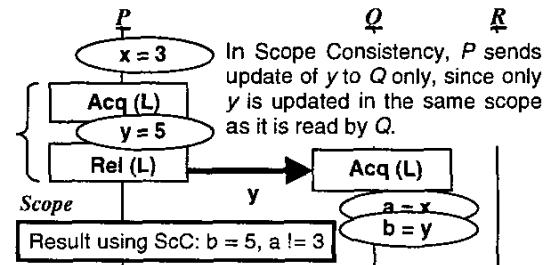 P Q R
x = 3
In Scope Consistency, P sends
update of y to Q only, since only
y is updated in the same scope
as it is read by Q.
Acq (L)
y = 5
Rel (L)
Acq (L)
y
Scope
a = x
b = y
Result using ScC: b = 5, a != 3